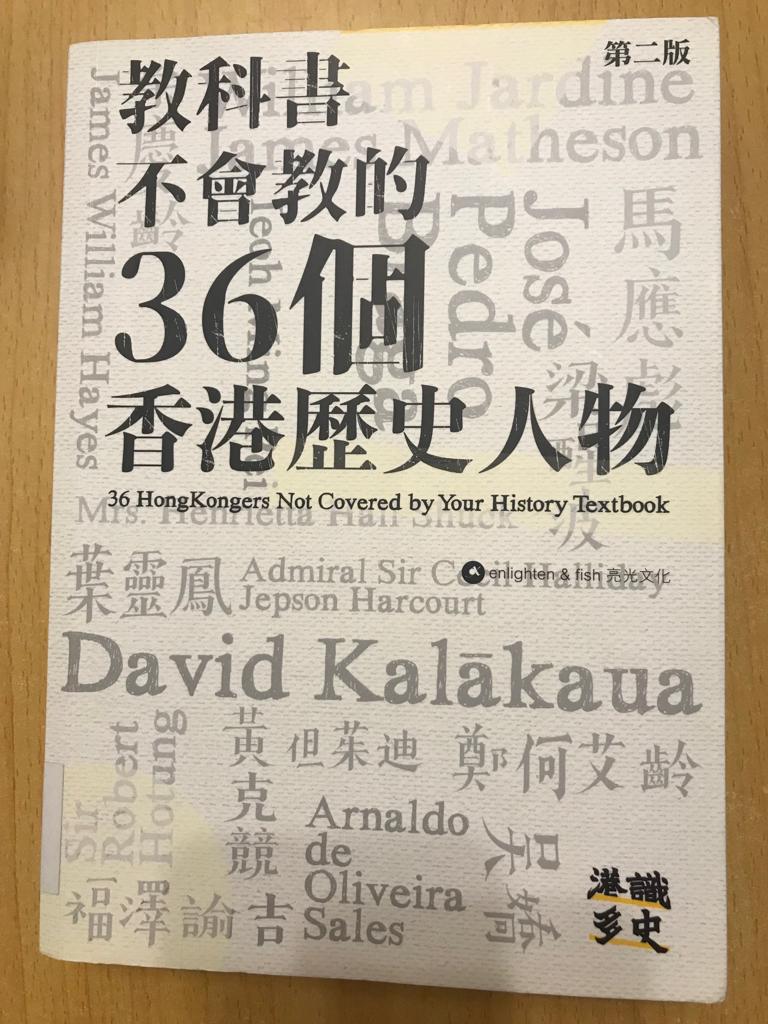 第二版
教科書
不會教的
36個
香港歷史人物
36 HongKongers Not Covered by Your History Textbook
enlighten & fish 亮光文化
William Jardine
James Matheson
James William Hayes
José
Pedro
馬應彪
梁醒波
Mrs. Henrietta Hall Shuck
葉靈鳳
Admiral Sir Cecil Halliday
Jepson Harcourt
David Kalākaua
Sir
Robert
Hotung
黃克競
但茱迪
鄭
何艾齡
Arnaldo
de
Oliveira
Sales
福澤諭吉
港識
多史